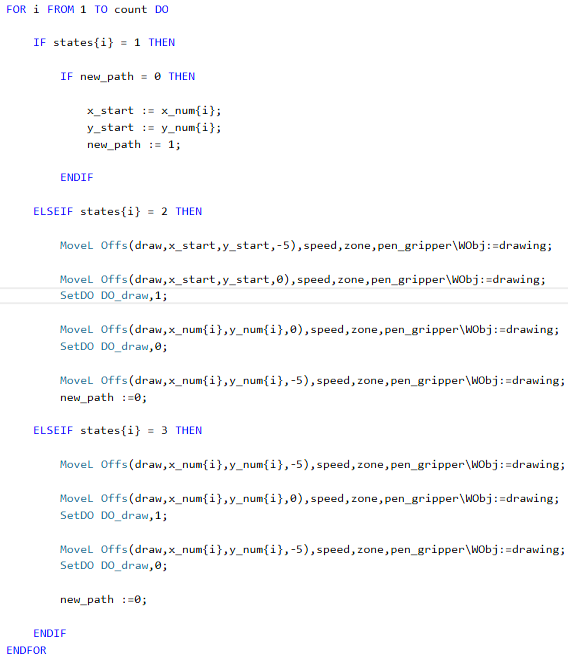 FOR i FROM 1 TO count DO
IF states{i} = 1 THEN
IF new_path = 0 THEN
x_start := x_num{i};
y_start := y_num{i};
new_path := 1;
ENDIF
ELSEIF states{i} = 2 THEN
MoveL Offs(draw,x_start,y_start,-5),speed,zone,pen_gripper\WObj:=drawing;
MoveL Offs(draw,x_start,y_start,0),speed,zone,pen_gripper\WObj:=drawing;
SetDO DO_draw,1;
MoveL Offs(draw,x_num{i},y_num{i},0),speed,zone,pen_gripper\WObj:=drawing;
SetDO DO_draw,0;
MoveL Offs(draw,x_num{i},y_num{i},-5),speed,zone,pen_gripper\WObj:=drawing;
new_path :=0;
ELSEIF states{i} = 3 THEN
MoveL Offs(draw,x_num{i},y_num{i},-5),speed,zone,pen_gripper\WObj:=drawing;
MoveL Offs(draw,x_num{i},y_num{i},0),speed,zone,pen_gripper\WObj:=drawing;
SetDO DO_draw,1;
MoveL Offs(draw,x_num{i},y_num{i},-5),speed,zone,pen_gripper\WObj:=drawing;
SetDO DO_draw,0;
new_path :=0;
ENDIF
ENDFOR